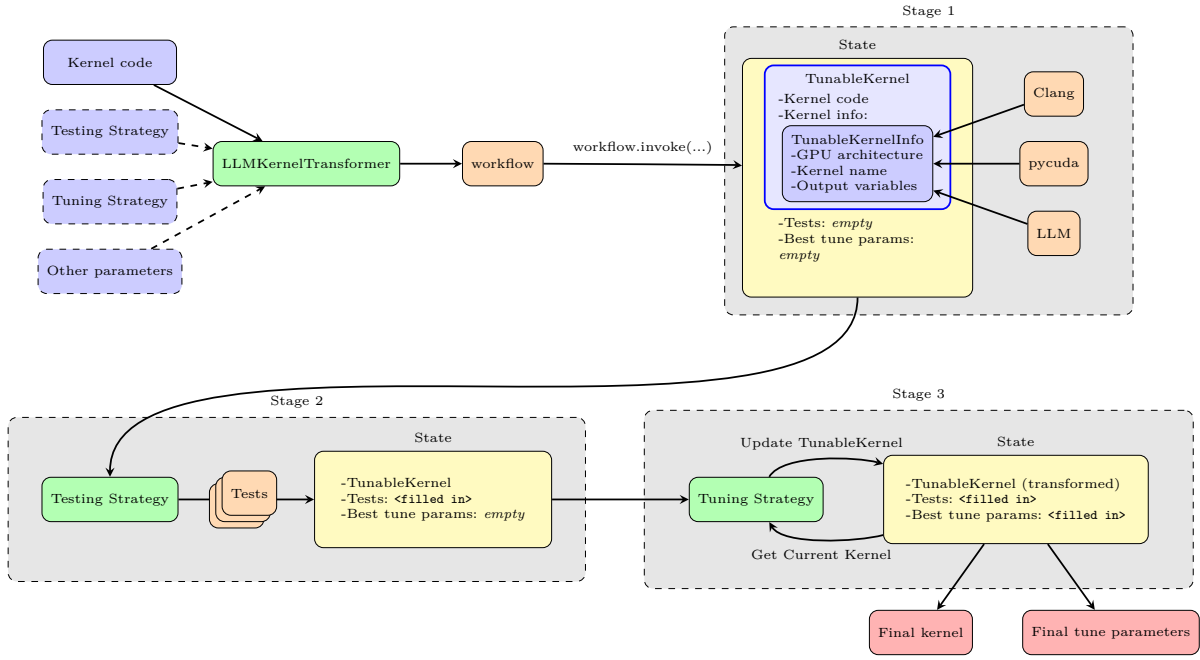 Stage 1
State
Kernel code
Testing Strategy
Tuning Strategy
Other parameters
LLMKernelTransformer
workflow
workflow.invoke(...)
TunableKernel
-Kernel code
-Kernel info:
TunableKernelInfo
-GPU architecture
-Kernel name
-Output variables
-Tests: empty
-Best tune params:
empty
Clang
pycuda
LLM
Stage 2
State
Testing Strategy
Tests
-TunableKernel
-Tests: <filled in>
-Best tune params: empty
Stage 3
Update TunableKernel
State
Tuning Strategy
-TunableKernel (transformed)
-Tests: <filled in>
-Best tune params: <filled in>
Get Current Kernel
Final kernel
Final tune parameters